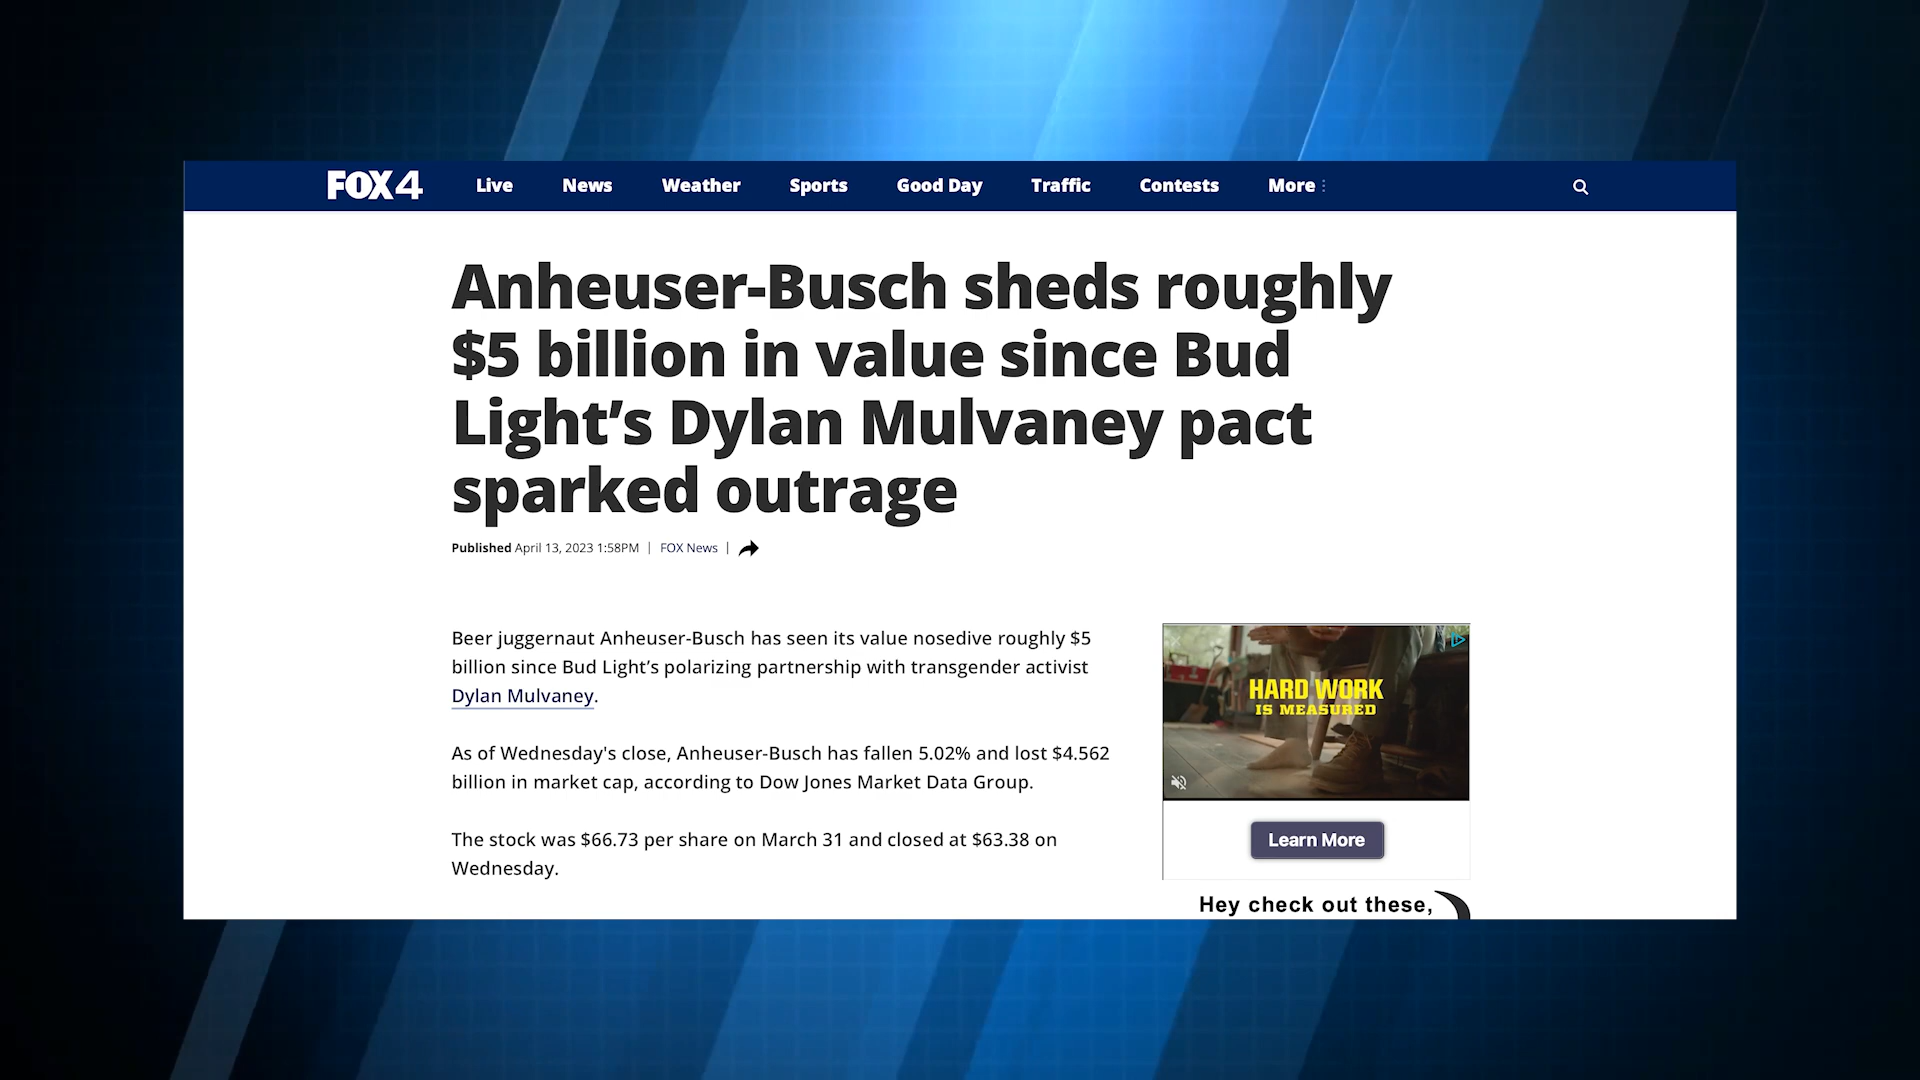 FOX 4 Live News Weather Sports Good Day Traffic Contests More
Anheuser-Busch sheds roughly
$5 billion in value since Bud
Light’s Dylan Mulvaney pact
sparked outrage
Published April 13, 2023 1:58PM | FOX News |
Beer juggernaut Anheuser-Busch has seen its value nosedive roughly $5
billion since Bud Light’s polarizing partnership with transgender activist
Dylan Mulvaney.
As of Wednesday's close, Anheuser-Busch has fallen 5.02% and lost $4.562
billion in market cap, according to Dow Jones Market Data Group.
The stock was $66.73 per share on March 31 and closed at $63.38 on
Wednesday.
HARD WORK
IS MEASURED
Learn More
Hey check out these,